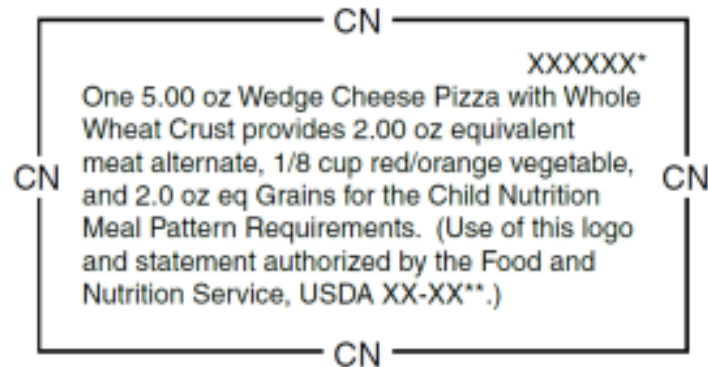 CN
XXXXXX*
One 5.00 oz Wedge Cheese Pizza with Whole
Wheat Crust provides 2.00 oz equivalent
meat alternate, 1/8 cup red/orange vegetable,
CN CN
and 2.0 oz eq Grains for the Child Nutrition
Meal Pattern Requirements. (Use of this logo
and statement authorized by the Food and
Nutrition Service, USDA XX-XX**.)
CN